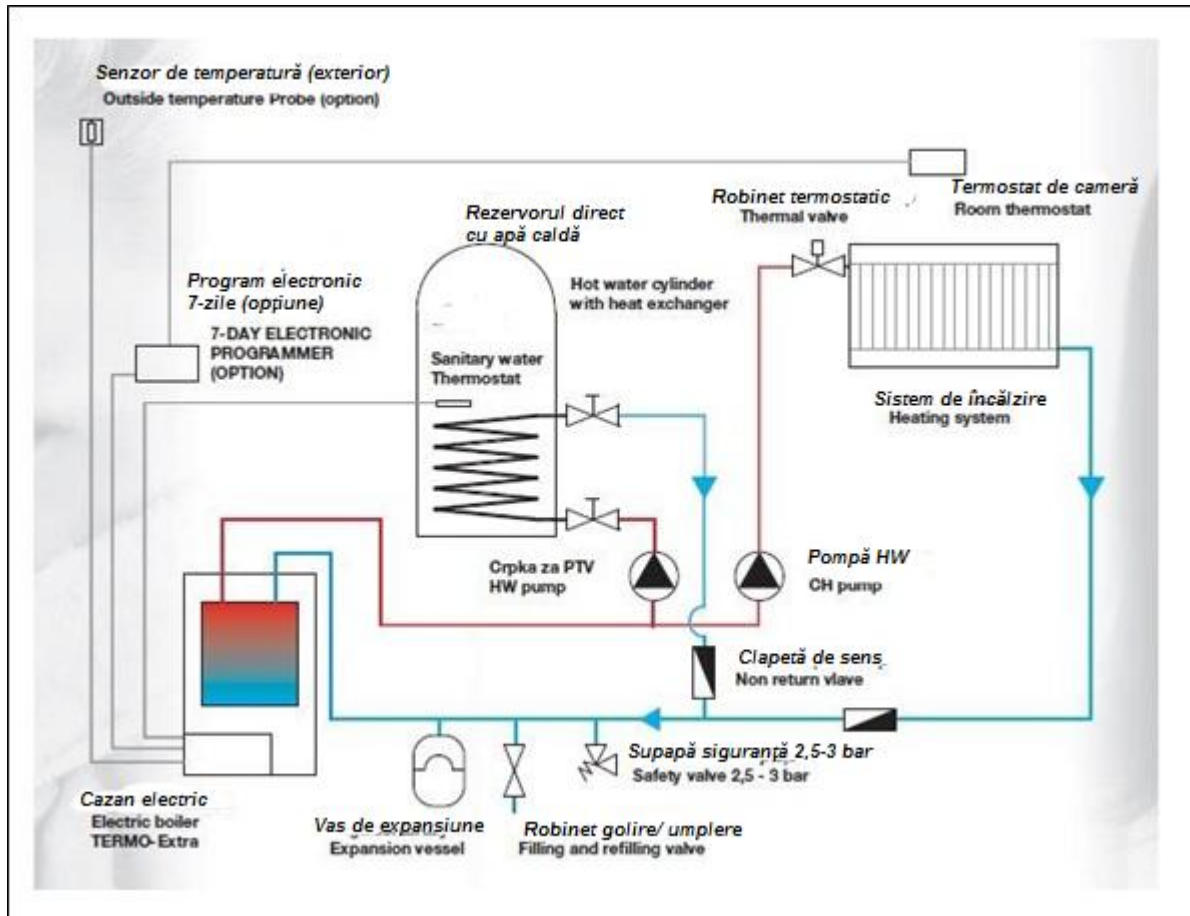 Senzor de temperatură (exterior)
Outside temperature Probe (option)
Termostat de cameră
Room thermostat
Robinet termostatic
Thermal valve
Rezervorul direct
cu apă caldă
Hot water cylinder
with heat exchanger
Program electronic
7-zile (opțiune)
7-DAY ELECTRONIC
PROGRAMMER
(OPTION)
Sanitary water
Thermostat
Sistem de încălzire
Heating system
Crpka za PTV
HW pump
Pompă HW
CH pump
Clapetă de sens
Non return vlave
Supapă siguranță 2,5-3 bar
Safety valve 2,5 - 3 bar
Cazan electric
Electric boiler
TERMO-Extra
Vas de expansiune
Expansion vessel
Robinet golire/ umplere
Filling and refilling valve